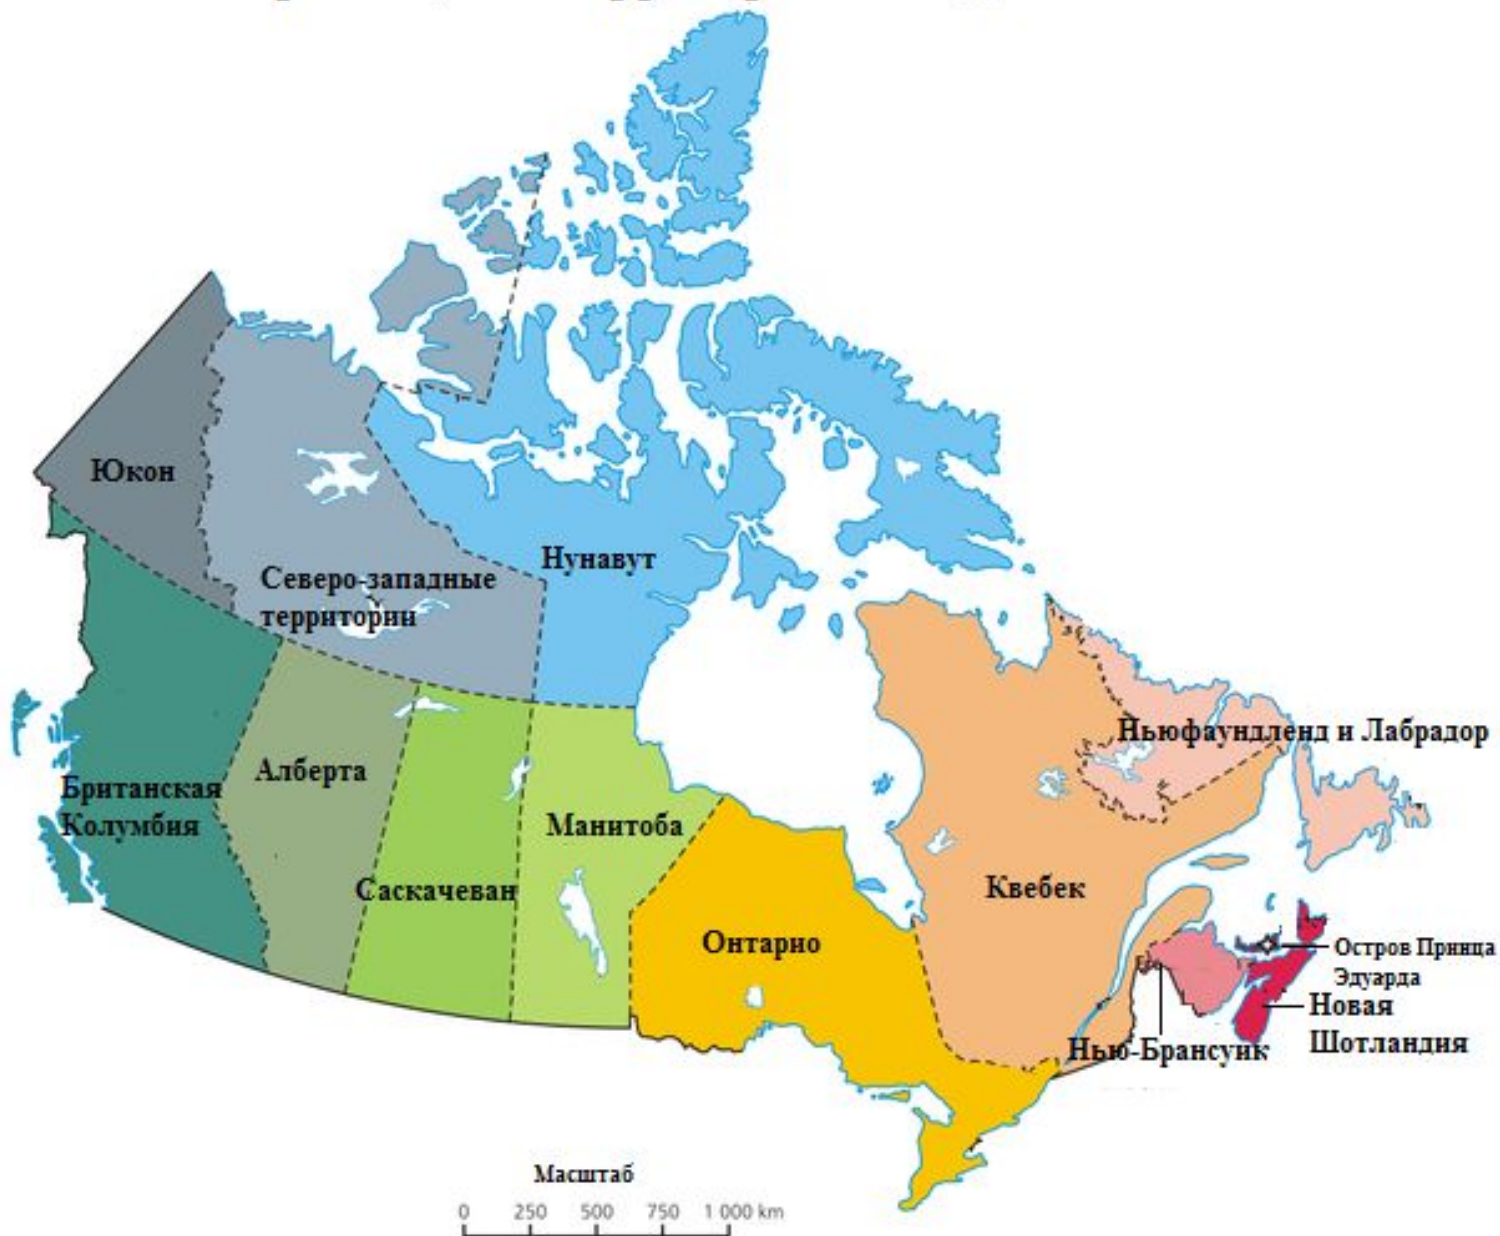 Юкон
Северо-западные
территории
Нунавут
Ньюфаундленд и Лабрадор
Британская
Колумбия
Алберта
Манитоба
Саскачеван
Квебек
Онтарио
Остров Принца
Эдуарда
Новая
Шотландия
Нью-Брансуик
Масштаб
0 250 500 750 1 000 km